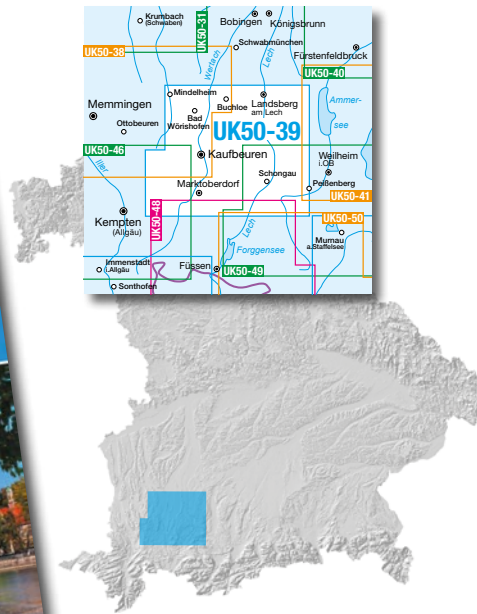 Krumbach
(Schwaben)
UK50-31
Bobingen
Königsbrunn
UK50-38
Schwabmünchen
Wertach
Lech
Fürstenfeldbruck
UK50-40
Mindelheim
Memmingen
Buchloe
Landsberg
am Lech
Ammer-
see
Bad
Wörishofen
Ottobeuren
UK50-39
UK50-46
Kaufbeuren
Weilheim
i.OB
Iller
Marktoberdorf
Schongau
Peißenberg
UK50-41
UK50-48
Kempten
(Allgäu)
Lech
UK50-50
Murnau
a.Staffelsee
Forggensee
Immenstadt
i.Allgäu
Füssen
UK50-49
Sonthofen